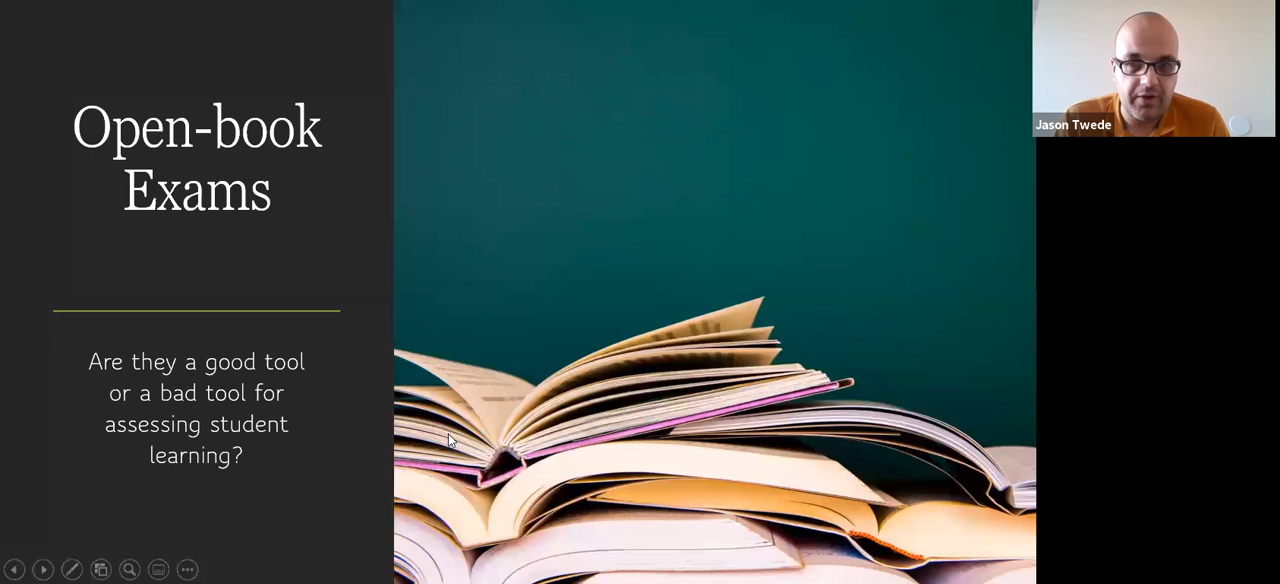 Open-book
Exams
Are they a good tool
or a bad tool for
assessing student
learning?
Jason Twede